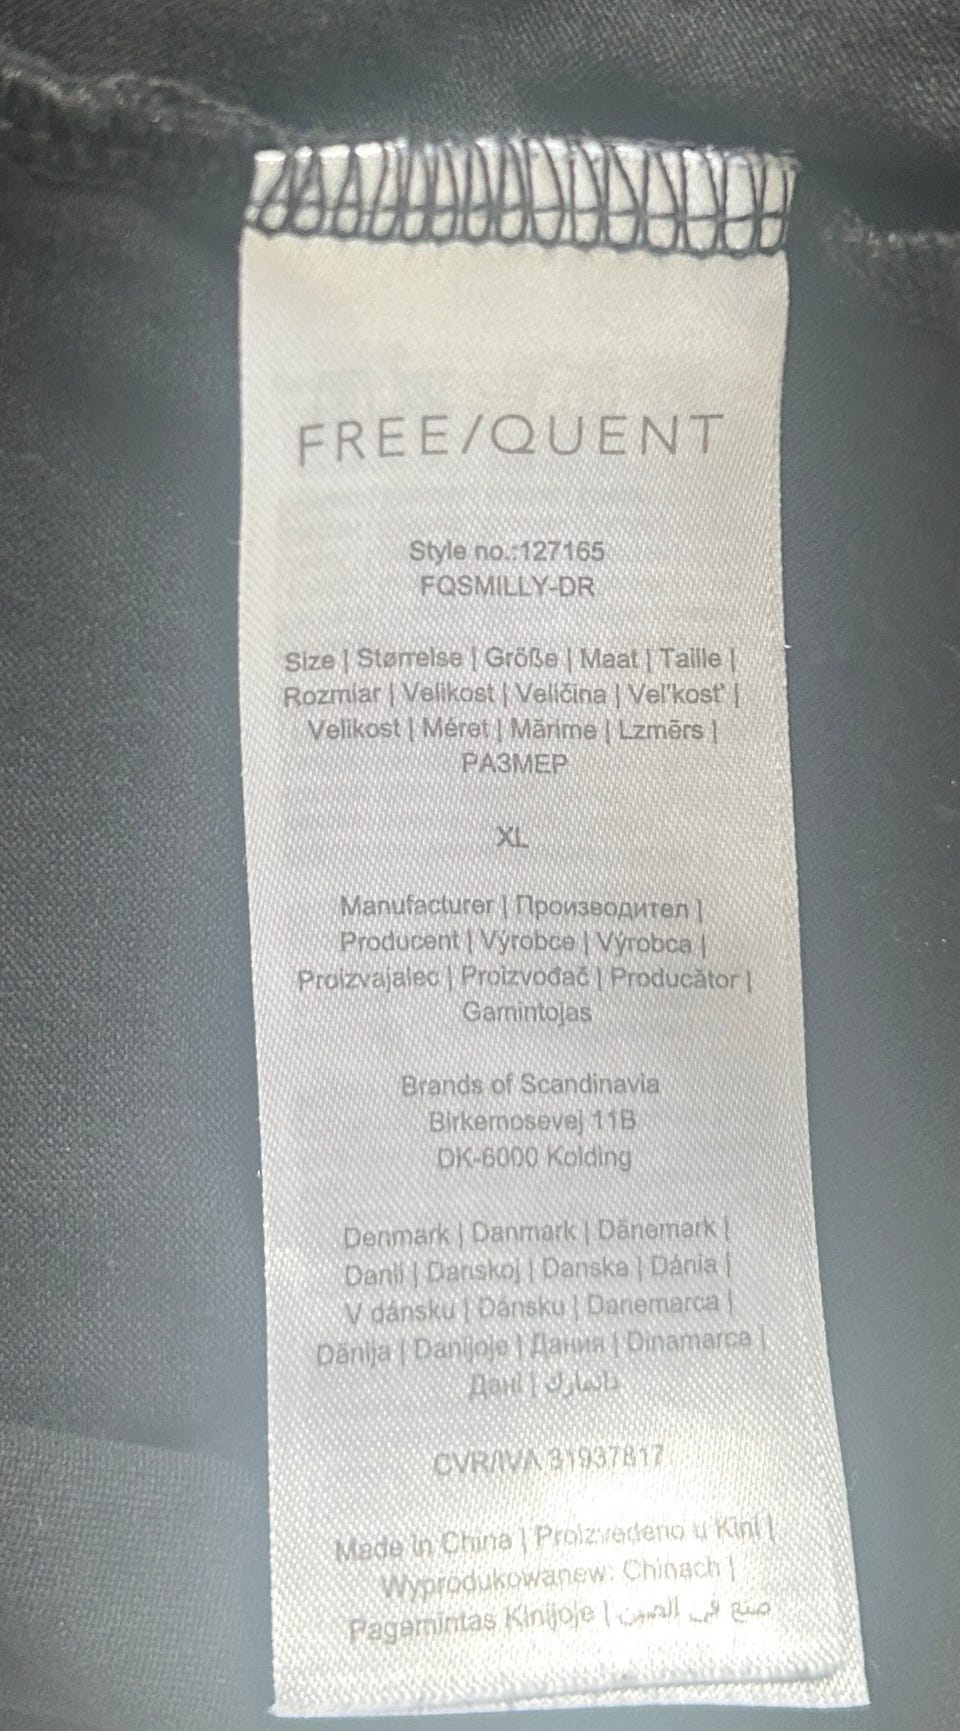 FREE/QUENT
Style no.:127165
FQSMILLY-DR
Size | Størrelse | Größe | Maat | Taille |
Rozmiar | Velikost | Veličina | Vel'kost' |
Velikost | Méret | Mărime | Lzmērs |
РАЗМЕР
XL
Manufacturer | Производител |
Producent | Výrobce | Výrobca |
Proizvajalec | Proizvođač | Producător |
Gamintojas
Brands of Scandinavia
Birkemosevej 11B
DK-6000 Kolding
Denmark | Danmark | Dänemark |
Danii | Danskoj | Danska | Dánia |
V dánsku | Dánsku | Danemarca |
Dānija | Danijoje | Дания | Dinamarca |
Дані | دانمارك
CVR/IVA 31937817
Made in China | Proizvedeno u Kini |
Wyprodukowanew: Chinach |
Pagamintas Kinijoje | صنع في الصين